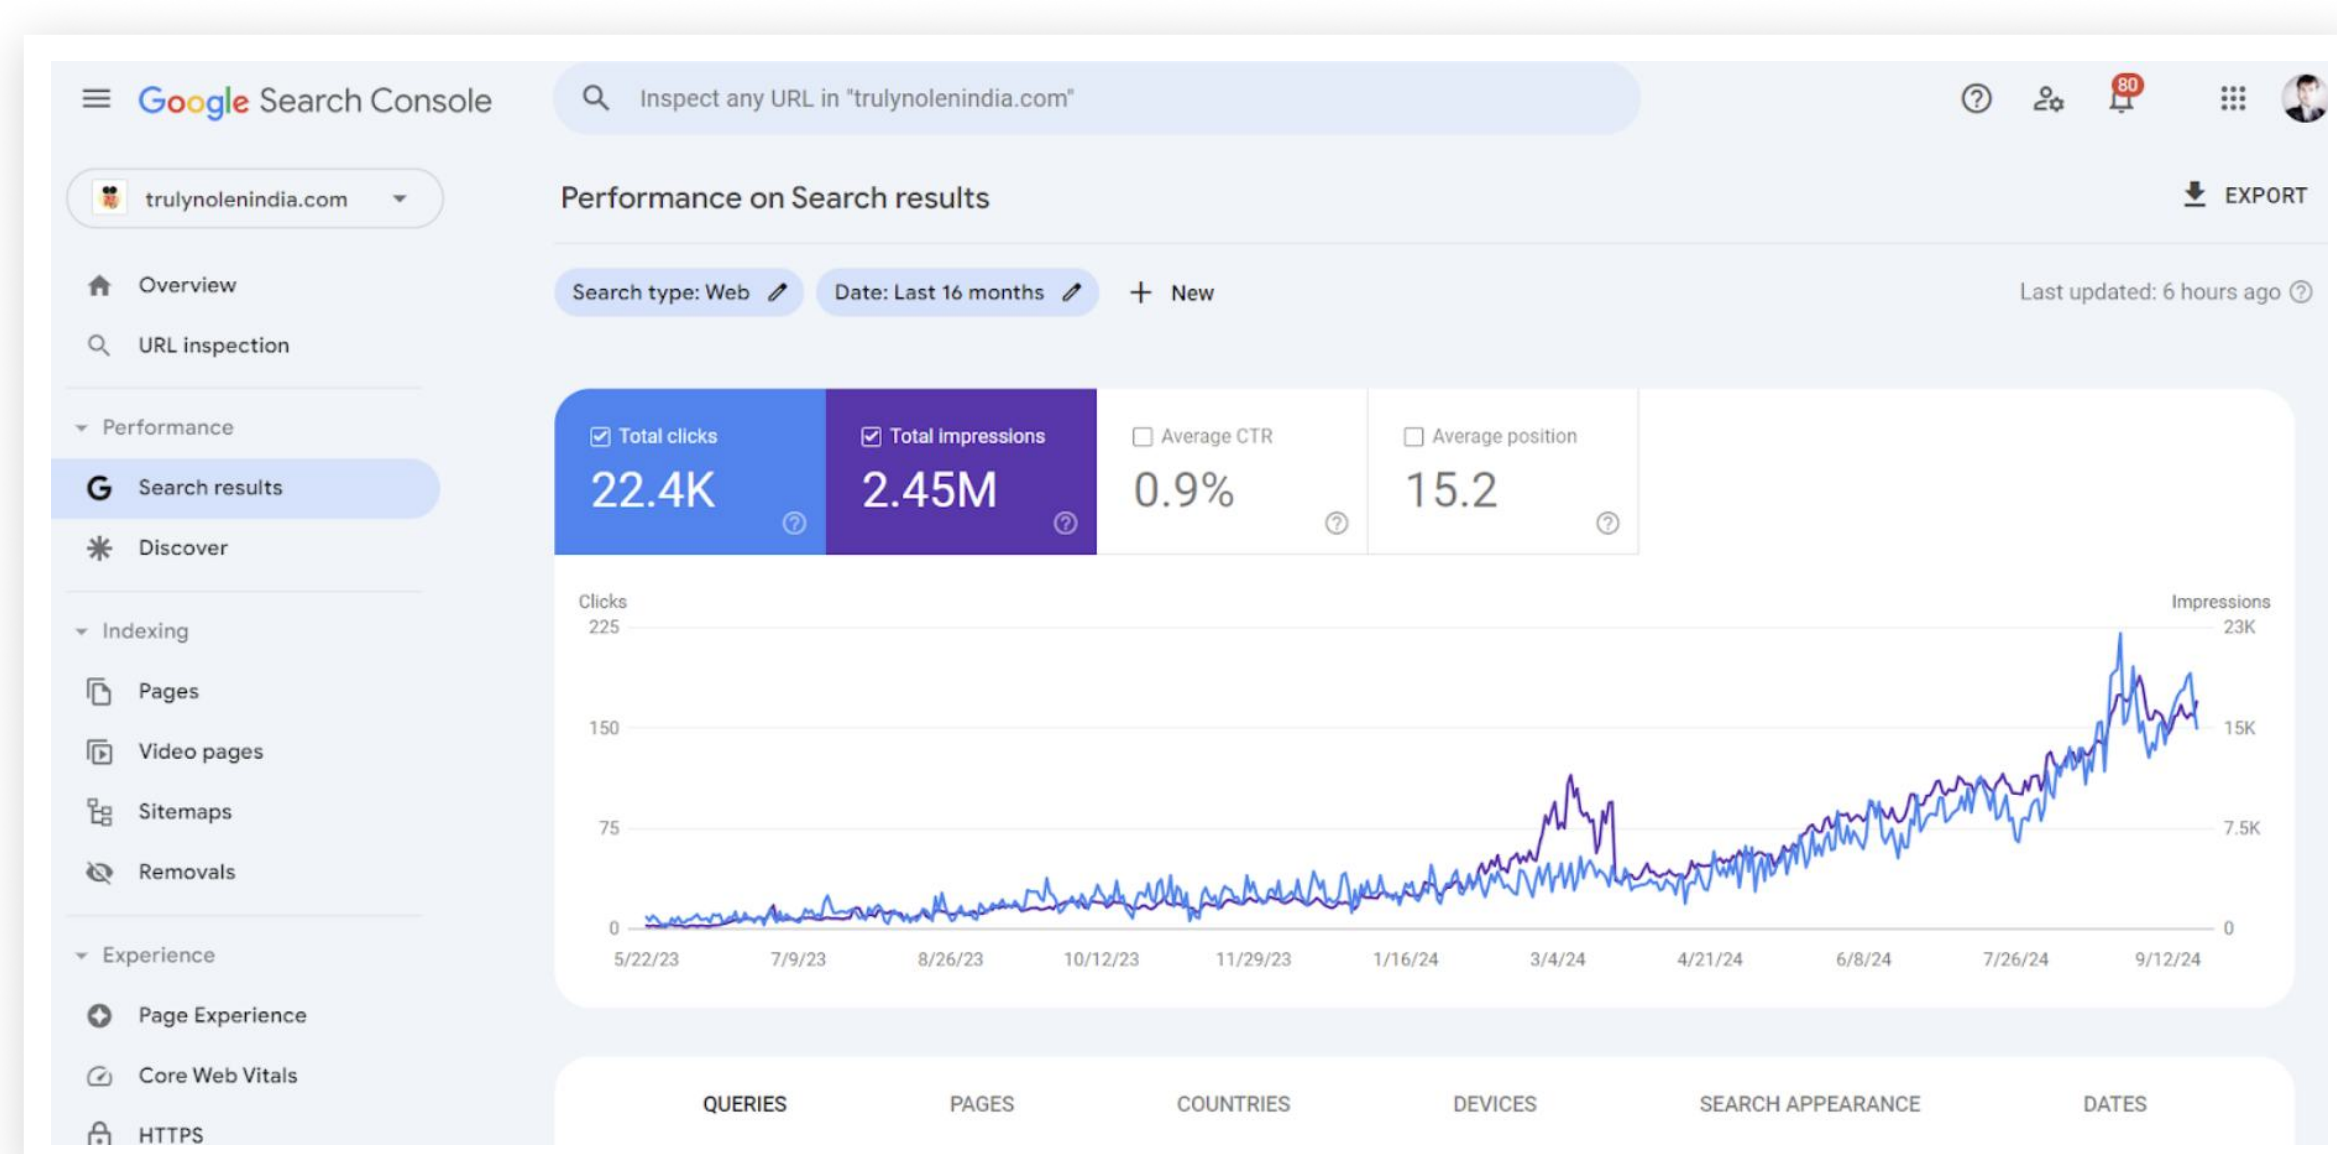 Google Search Console
Inspect any URL in "trulynolenindia.com"
80
trulynolenindia.com
Performance on Search results
EXPORT
Overview
Search type: Web
Date: Last 16 months
+ New
Last updated: 6 hours ago
URL inspection
Performance
Search results
Discover
Indexing
Pages
Video pages
Sitemaps
Removals
Experience
Page Experience
Core Web Vitals
HTTPS
Total clicks
22.4K
Total impressions
2.45M
Average CTR
0.9%
Average position
15.2
Clicks
Impressions
225
23K
150
15K
75
7.5K
0
0
5/22/23 7/9/23 8/26/23 10/12/23 11/29/23 1/16/24 3/4/24 4/21/24 6/8/24 7/26/24 9/12/24
QUERIES PAGES COUNTRIES DEVICES SEARCH APPEARANCE DATES